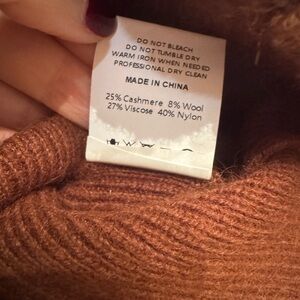 DO NOT BLEACH
DO NOT TUMBLE DRY
WARM IRON WHEN NEEDED
PROFESSIONAL DRY CLEAN
MADE IN CHINA
25% Cashmere 8% Wool
27% Viscose 40% Nylon